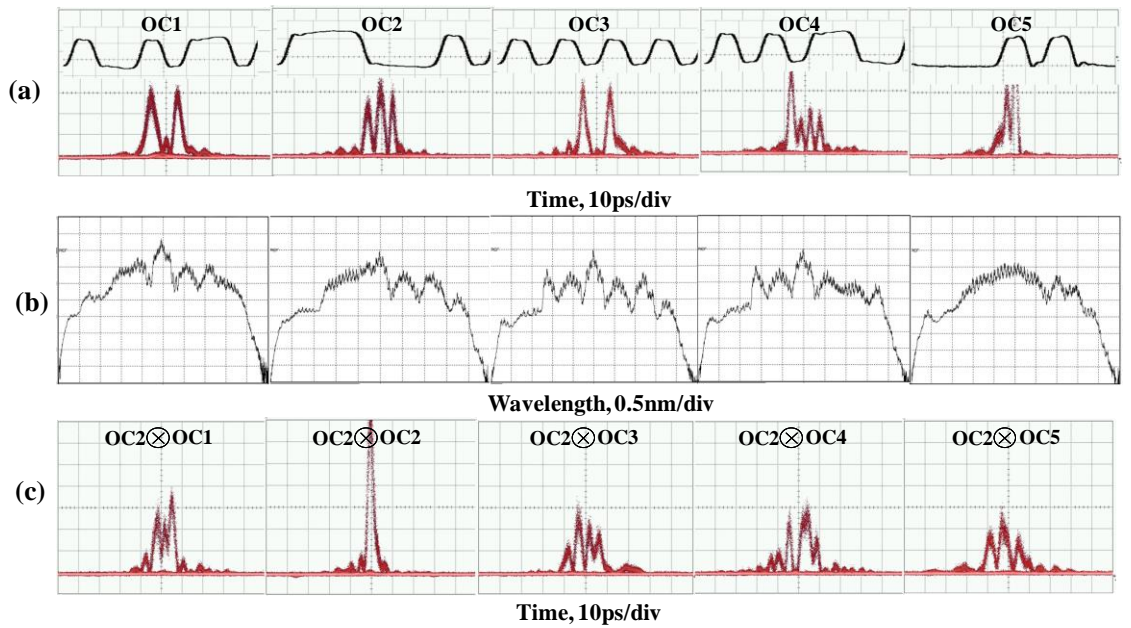 OC1 OC2 OC3 OC4 OC5
(a)
Time, 10ps/div
(b)
Wavelength, 0.5nm/div
OC2⊗OC1 OC2⊗OC2 OC2⊗OC3 OC2⊗OC4 OC2⊗OC5
(c)
Time, 10ps/div